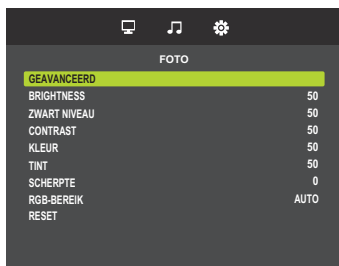 FOTO
GEAVANCEERD
BRIGHTNESS 50
ZWART NIVEAU 50
CONTRAST 50
KLEUR 50
TINT 50
SCHERPTE 0
RGB-BEREIK AUTO
RESET